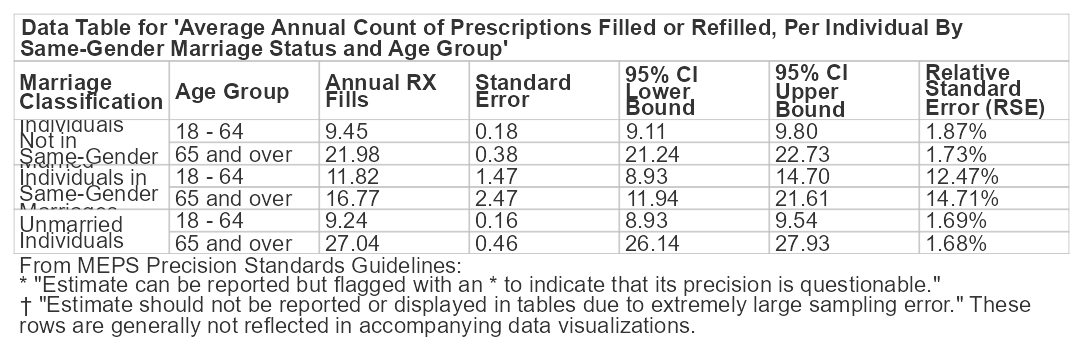 Data Table for 'Average Annual Count of Prescriptions Filled or Refilled, Per Individual By
Same-Gender Marriage Status and Age Group'
Marriage Classification Age Group Annual RX Fills Standard Error 95% CI Lower Bound 95% CI Upper Bound Relative Standard Error (RSE)
Individuals Not in Same-Gender
18 - 64 9.45 0.18 9.11 9.80 1.87%
65 and over 21.98 0.38 21.24 22.73 1.73%
Individuals in Same-Gender Marriages
18 - 64 11.82 1.47 8.93 14.70 12.47%
65 and over 16.77 2.47 11.94 21.61 14.71%
Unmarried Individuals
18 - 64 9.24 0.16 8.93 9.54 1.69%
65 and over 27.04 0.46 26.14 27.93 1.68%
From MEPS Precision Standards Guidelines:
* "Estimate can be reported but flagged with an * to indicate that its precision is questionable."
† "Estimate should not be reported or displayed in tables due to extremely large sampling error." These
rows are generally not reflected in accompanying data visualizations.